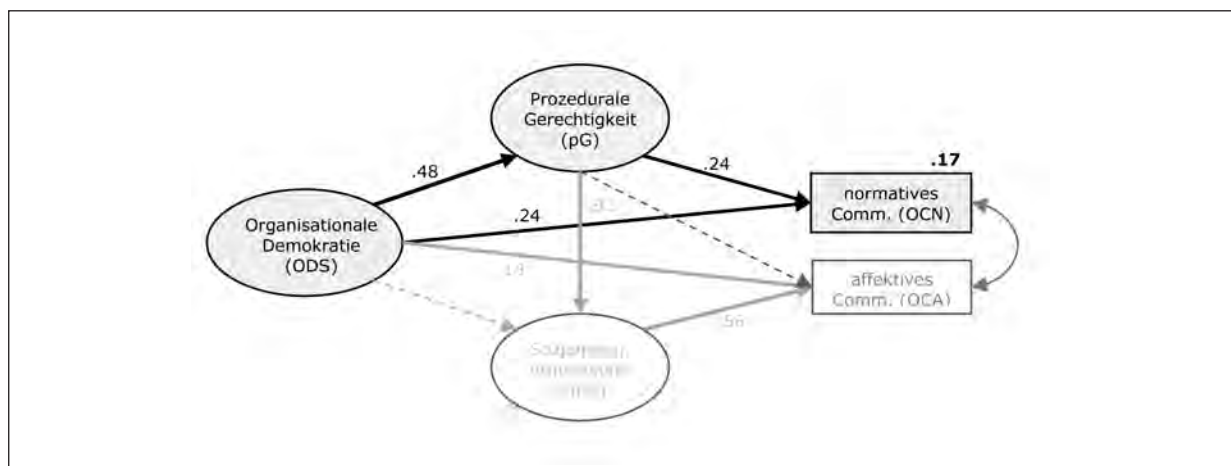 Prozedurale
Gerechtigkeit
(pG)
.48
.24
.17
normatives
Comm. (OCN)
.24
Organisationale
Demokratie
(ODS)
affektives
Comm. (OCA)
.56